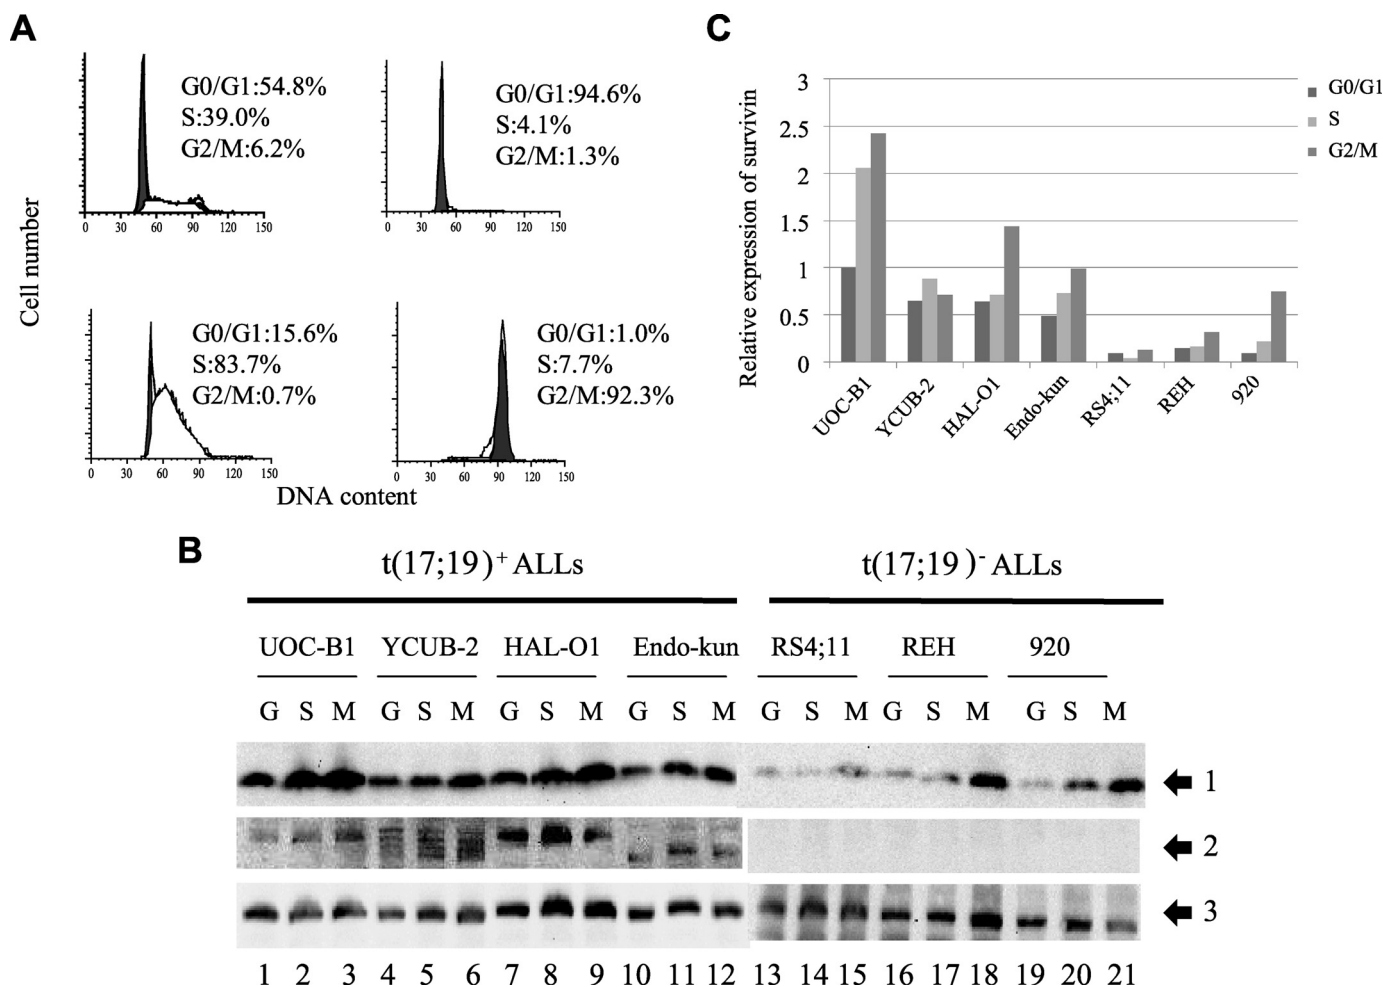 A
G0/G1:54.8%
S:39.0%
G2/M:6.2%
0 30 60 90 120 150
G0/G1:94.6%
S:4.1%
G2/M:1.3%
0 30 60 90 120 150
Cell number
G0/G1:15.6%
S:83.7%
G2/M:0.7%
0 30 60 90 120 150
G0/G1:1.0%
S:7.7%
G2/M:92.3%
0 30 60 90 120 150
DNA content
C
Relative expression of survivin
3
2.5
2
1.5
1
0.5
0
UOC-B1 YCUB-2 HAL-O1 Endo-kun RS4;11 REH 920
G0/G1
S
G2/M
B
t(17;19)+ ALLs t(17;19)- ALLs
UOC-B1 YCUB-2 HAL-O1 Endo-kun RS4;11 REH 920
G S M G S M G S M G S M G S M G S M G S M
1
2
3
1 2 3 4 5 6 7 8 9 10 11 12 13 14 15 16 17 18 19 20 21